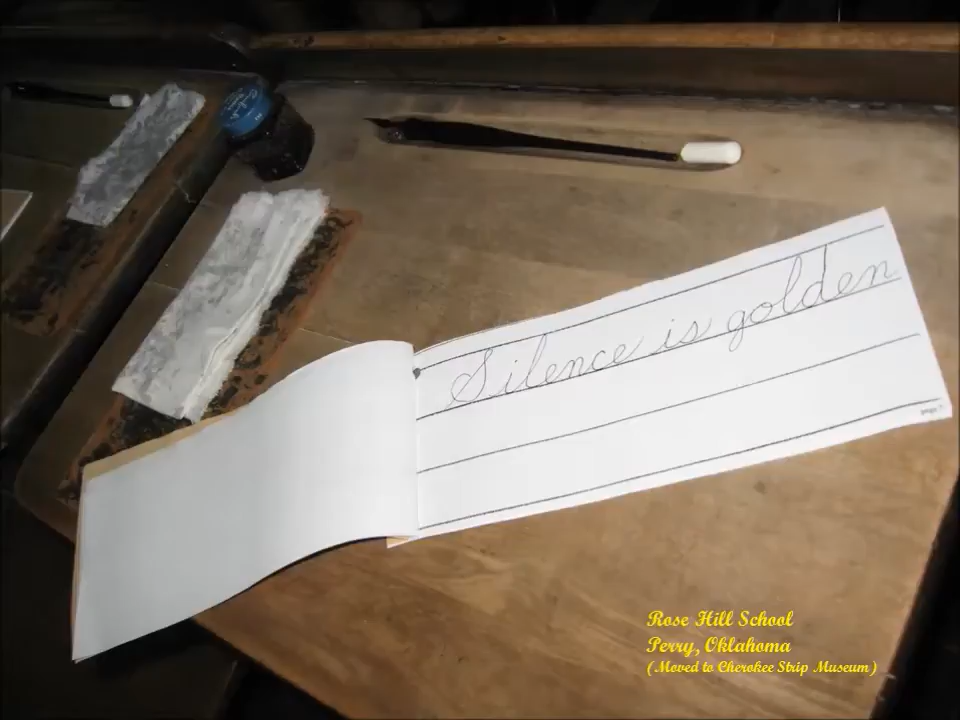 Silence is golden
Rose Hill School
Perry, Oklahoma
(Moved to Cherokee Strip Museum)